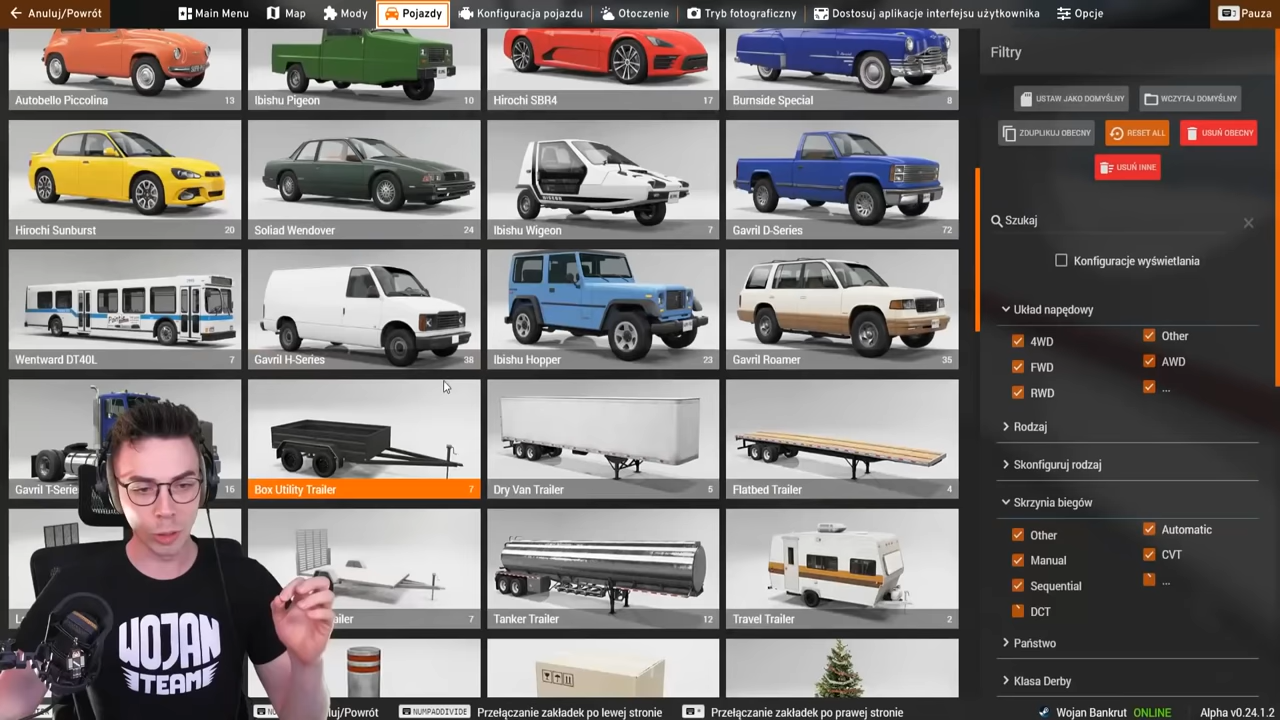 Anuluj/Powrót
Main Menu
Map
Mody
Pojazdy
Konfiguracja pojazdu
Otoczenie
Tryb fotograficzny
Dostosuj aplikacje interfejsu użytkownika
Opcje
Pauza
Autobello Piccolina 13
Ibishu Pigeon 10
Hirochi SBR4 17
Burnside Special 8
Hirochi Sunburst 20
Soliad Wendover 24
Ibishu Wigeon 7
Gavril D-Series 72
Wentward DT40L 7
Gavril H-Series 38
Ibishu Hopper 23
Gavril Roamer 35
Gavril T-Series 16
Box Utility Trailer 7
Dry Van Trailer 5
Flatbed Trailer 4
7
Tanker Trailer 12
Travel Trailer 2
Filtry
USTAW JAKO DOMYŚLNY
WCZYTAJ DOMYŚLNY
ZDUPLIKUJ OBECNY
RESET ALL
USUŃ OBECNY
USUŃ INNE
Szukaj
Konfiguracje wyświetlania
Układ napędowy
4WD
Other
FWD
AWD
RWD
...
Rodzaj
Skonfiguruj rodzaj
Skrzynia biegów
Other
Automatic
Manual
CVT
Sequential
...
DCT
Państwo
Klasa Derby
WOJAN
TEAM
NUMPADDIVIDE
Przełączanie zakładek po lewej stronie
*
Przełączanie zakładek po prawej stronie
Wojan Bankrut ONLINE
Alpha v0.24.1.2